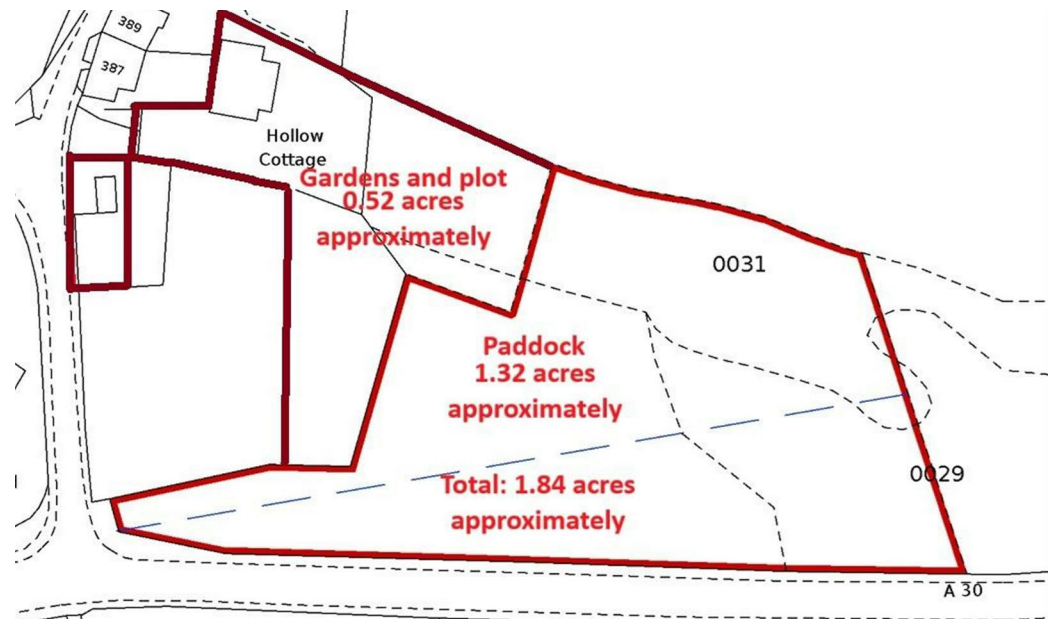 389
387
Hollow
Cottage
Gardens and plot
0.52 acres
approximately
0031
Paddock
1.32 acres
approximately
0029
Total: 1.84 acres
approximately
A 30